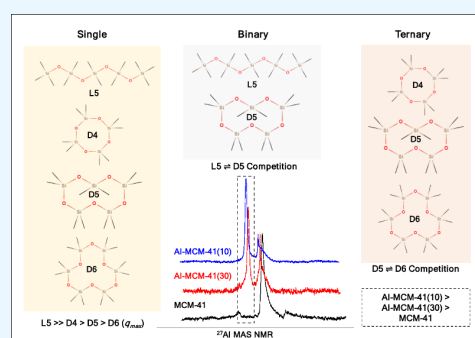 Single
L5
D4
D5
D6
L5 >> D4 > D5 > D6 (qmax)
Binary
L5
D5
L5 ⇌ D5 Competition
Al-MCM-41(10)
Al-MCM-41(30)
MCM-41
27Al MAS NMR
Ternary
D4
D5
D6
D5 ⇌ D6 Competition
Al-MCM-41(10) >
Al-MCM-41(30) >
MCM-41